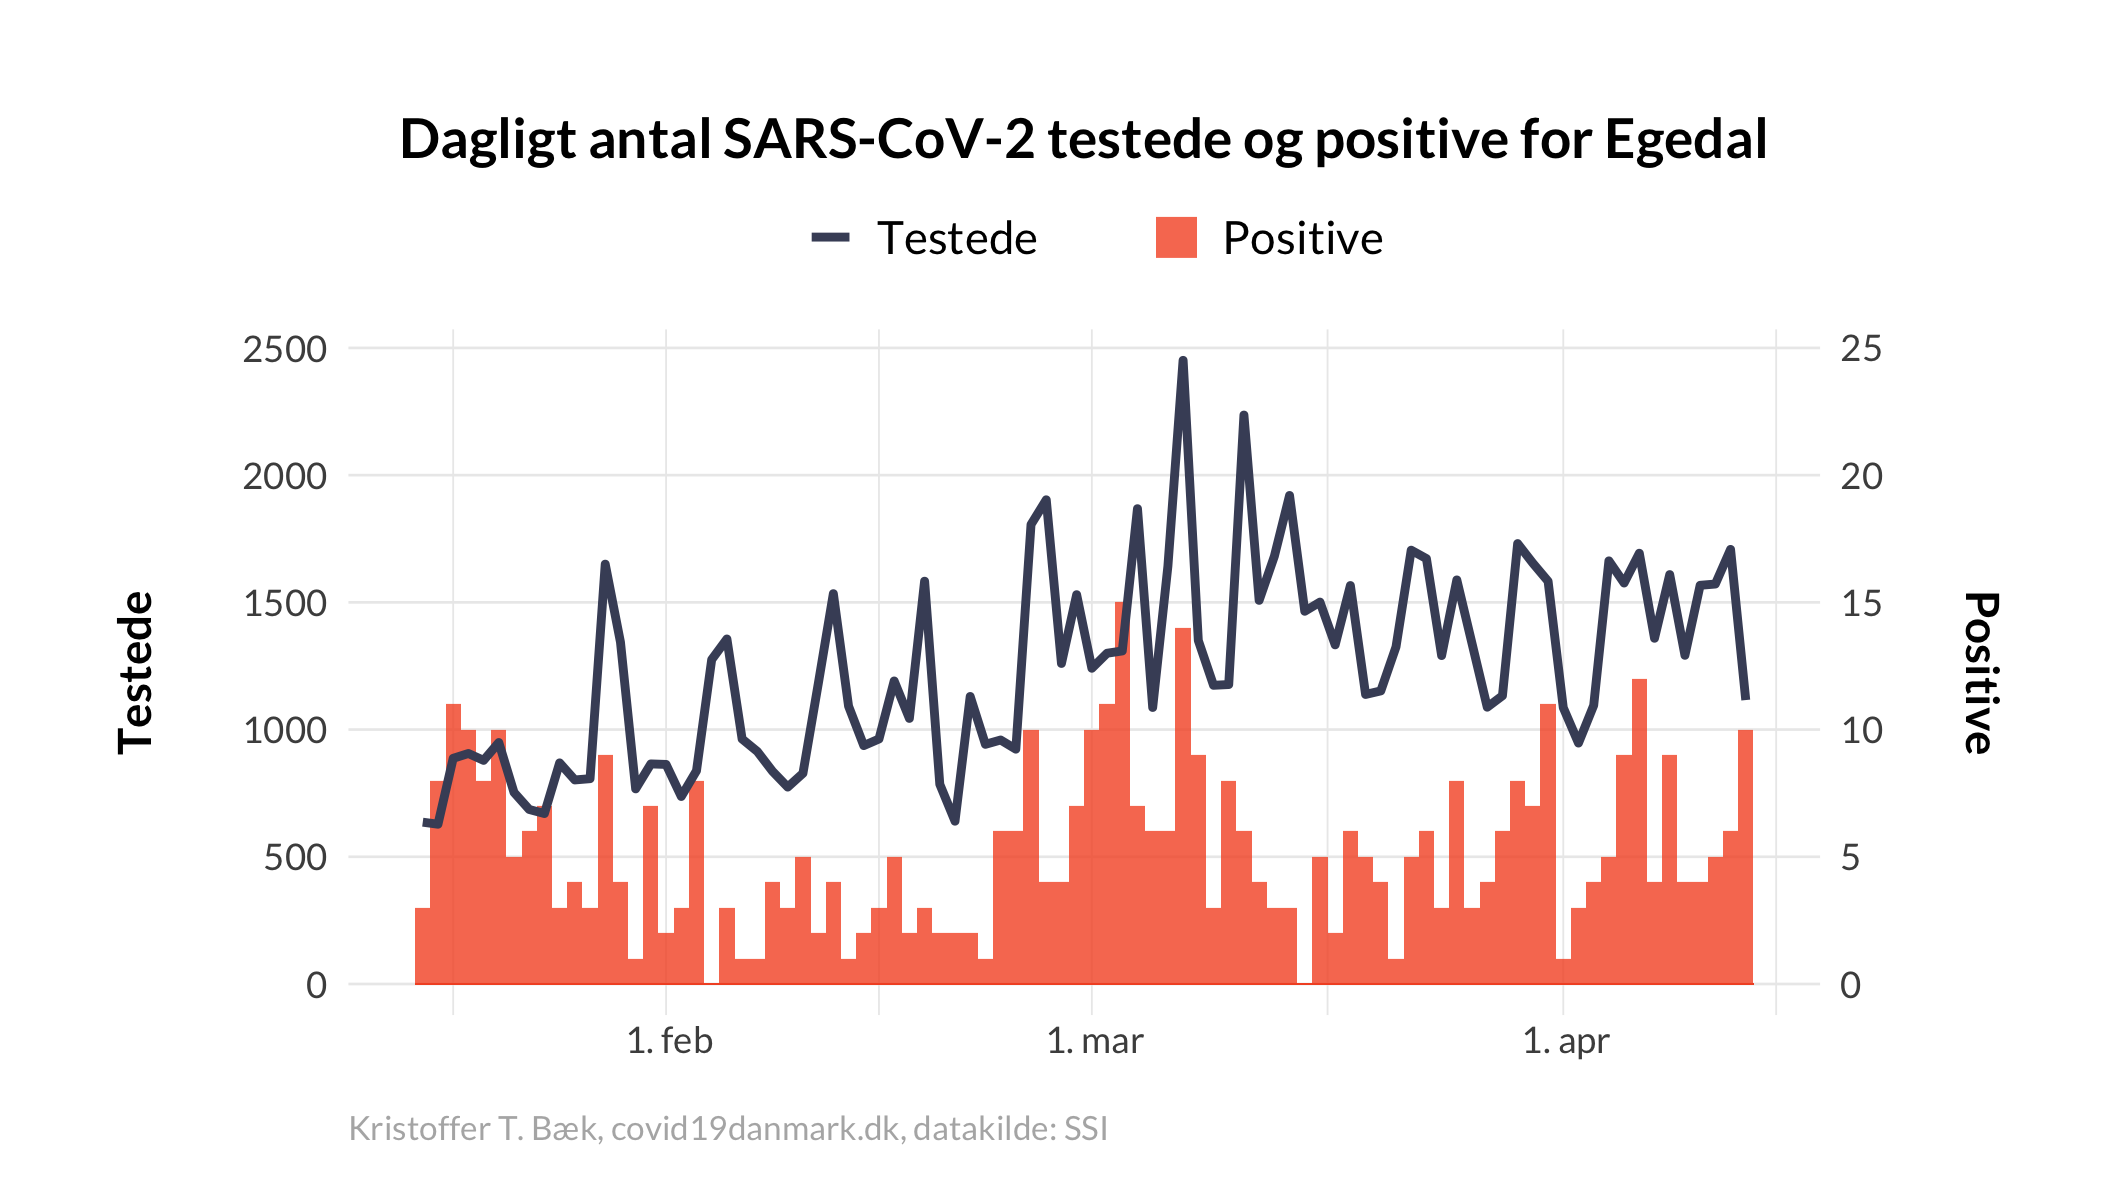 Dagligt antal SARS-CoV-2 testede og positive for Egedal
Testede Positive
2500 25
2000 20
1500 15
1000 10
500 5
0 0
Testede
Positive
1. feb 1. mar 1. apr
Kristoffer T. Bæk, covid19danmark.dk, datakilde: SSI